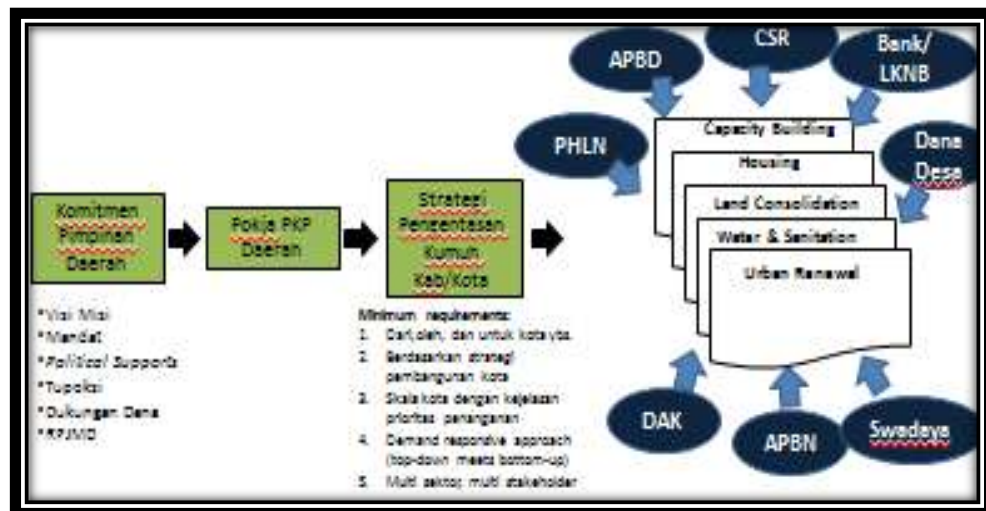 Komitmen
Pimpinan
Daerah
Pokja PKP
Daerah
Strategi
Pengentasan
Kumuh
Kab/Kota
*Visi Misi
*Mandat
*Political Supports
*Tupoksi
*Dukungan Dana
*RPJMD
Minimum requirements:
1. Dari,oleh, dan untuk kota ybs.
2. Berdasarkan strategi
pembangunan kota
3. Skala kota dengan kejelasan
prioritas penanganan
4. Demand responsive approach
(top-down meets bottom-up)
5. Multi sektor, multi stakeholder
PHLN
APBD
CSR
Bank/
LKNB
Dana
Desa
Capacity Building
Housing
Land Consolidation
Water & Sanitation
Urban Renewal
DAK
APBN
Swadaya